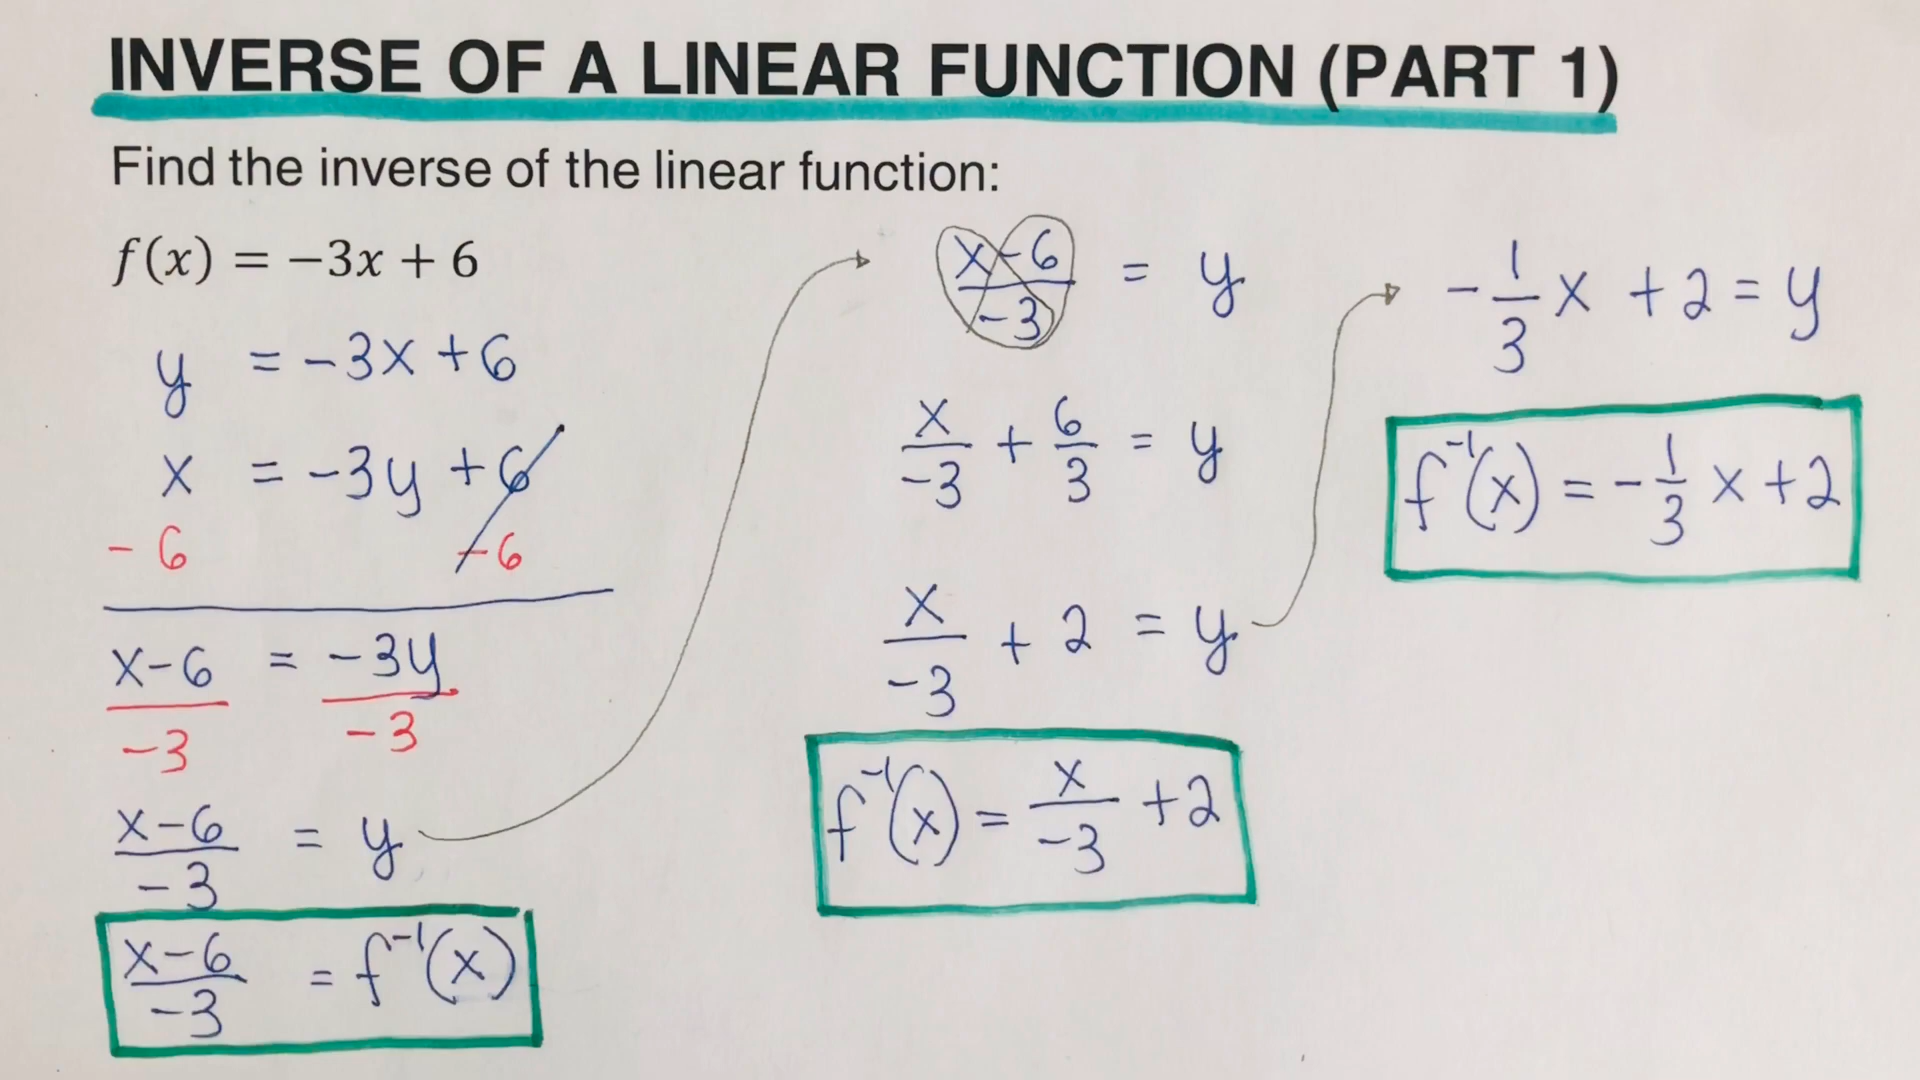 INVERSE OF A LINEAR FUNCTION (PART 1)
Find the inverse of the linear function:
f(x) = −3x + 6
y = -3x +6
x = -3y +6
- 6 -6
x-6 = -3y
-3 -3
x-6
-3 = y
x-6
-3 = f⁻¹(x)
x-6
-3 = y
x/-3 + 6/3 = y
x/-3 + 2 = y
f⁻¹(x) = x/-3 +2
-1/3 x +2 = y
f⁻¹(x) = -1/3 x +2